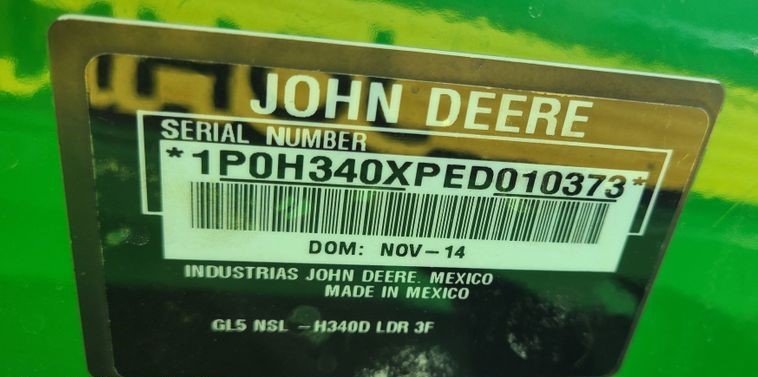 JOHN DEERE
SERIAL NUMBER
*1P0H340XPED010373*
DOM: NOV-14
INDUSTRIAS JOHN DEERE. MEXICO
MADE IN MEXICO
GL5 NSL - H340D LDR 3F